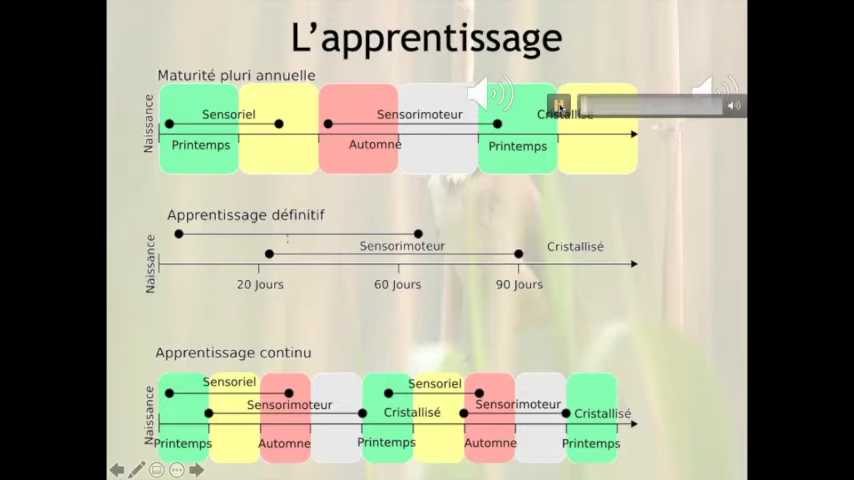 L'apprentissage
Maturité pluri annuelle
Naissance
Sensoriel
Sensorimoteur
Cristallisé
Printemps
Automne
Printemps
Apprentissage définitif
Naissance
Sensorimoteur
Cristallisé
20 Jours
60 Jours
90 Jours
Apprentissage continu
Naissance
Sensoriel
Sensoriel
Sensorimoteur
Cristallisé
Sensorimoteur
Cristallisé
Printemps
Automne
Printemps
Automne
Printemps